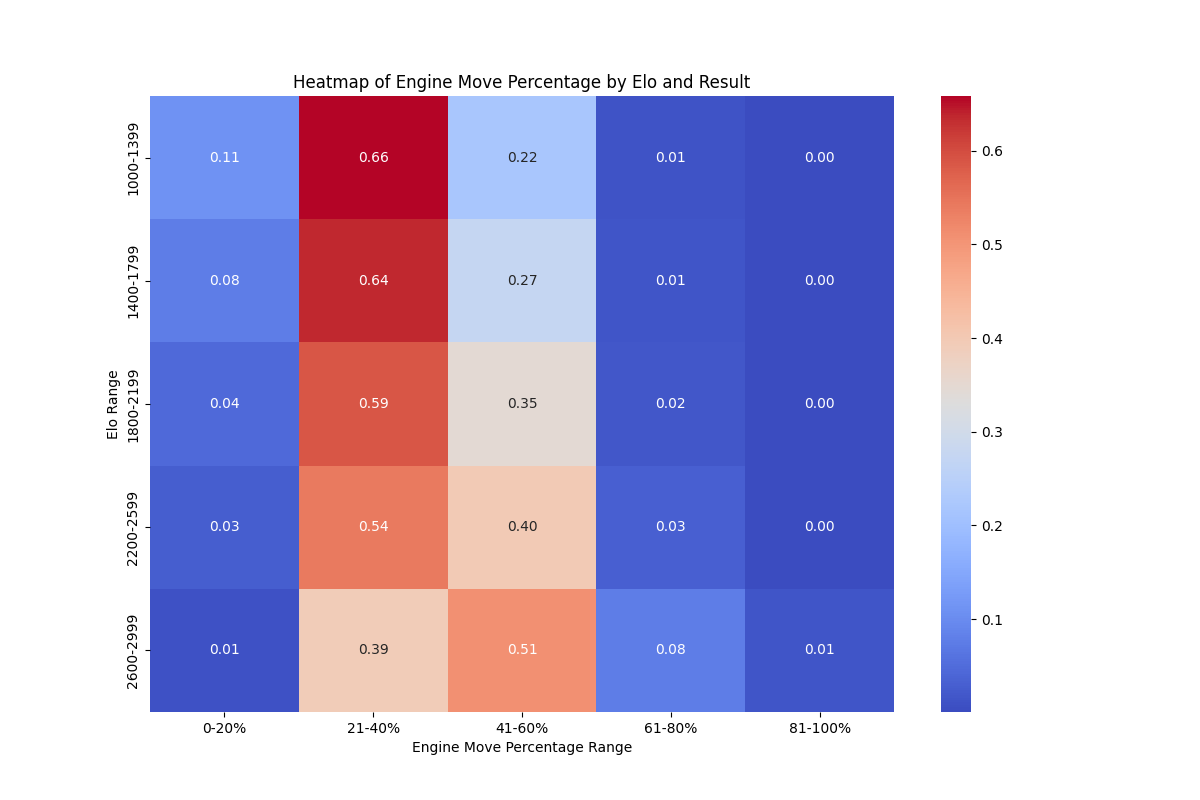 Heatmap of Engine Move Percentage by Elo and Result
Elo Range
1000-1399
0.11 0.66 0.22 0.01 0.00
1400-1799
0.08 0.64 0.27 0.01 0.00
1800-2199
0.04 0.59 0.35 0.02 0.00
2200-2599
0.03 0.54 0.40 0.03 0.00
2600-2999
0.01 0.39 0.51 0.08 0.01
0-20% 21-40% 41-60% 61-80% 81-100%
Engine Move Percentage Range
0.6
0.5
0.4
0.3
0.2
0.1